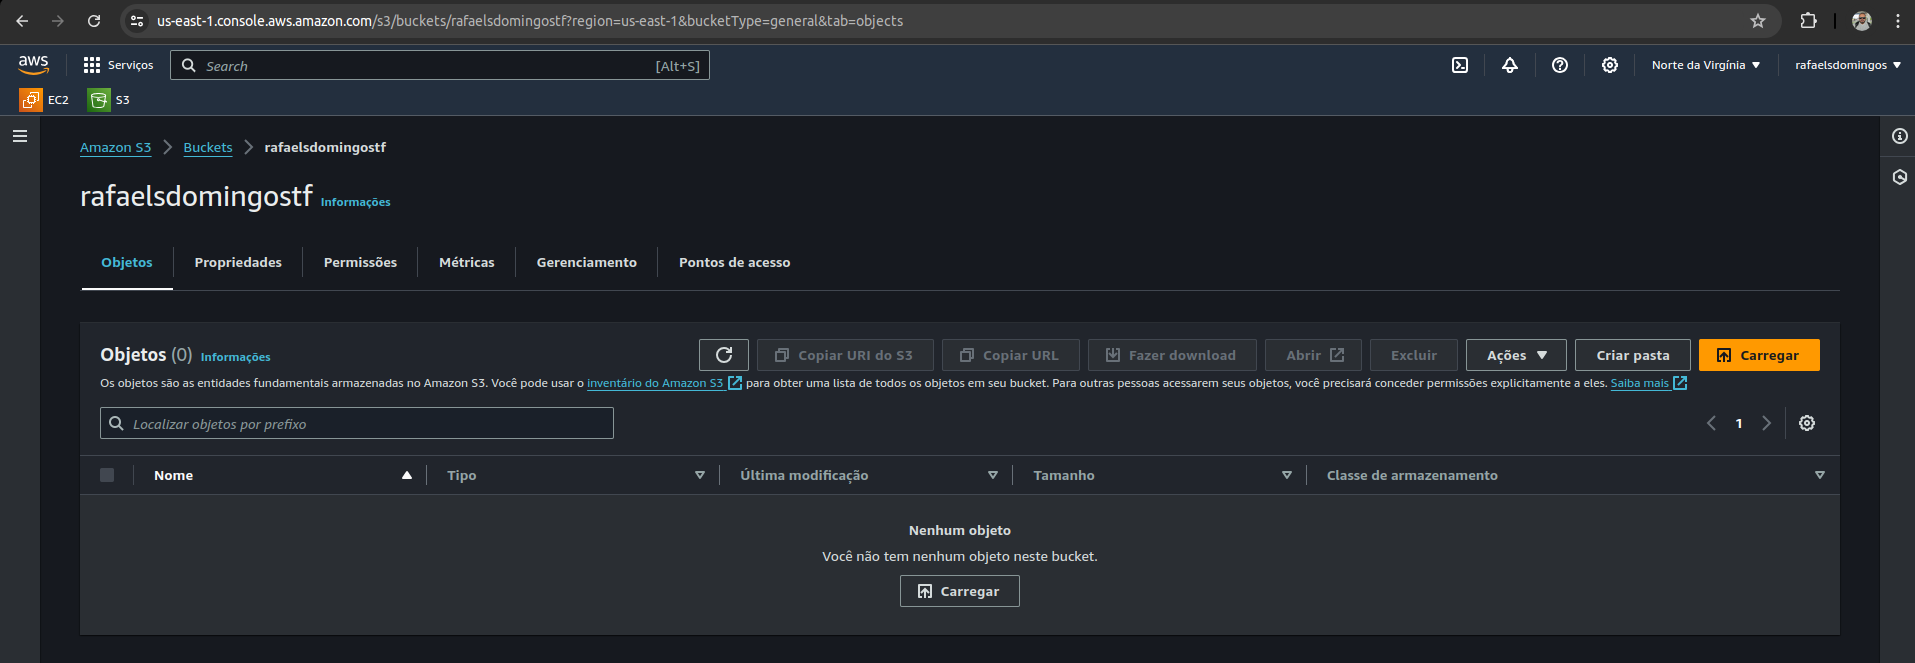 us-east-1.console.aws.amazon.com/s3/buckets/rafaelsdomingostf?region=us-east-1&bucketType=general&tab=objects
aws Serviços Search [Alt+S] Norte da Virgínia rafaelsdomingos
EC2 S3
Amazon S3 Buckets rafaelsdomingostf
rafaelsdomingostf Informações
Objetos Propriedades Permissões Métricas Gerenciamento Pontos de acesso
Objetos (0) Informações Copiar URI do S3 Copiar URL Fazer download Abrir Excluir Ações Criar pasta Carregar
Os objetos são as entidades fundamentais armazenadas no Amazon S3. Você pode usar o inventário do Amazon S3 para obter uma lista de todos os objetos em seu bucket. Para outras pessoas acessarem seus objetos, você precisará conceder permissões explicitamente a eles. Saiba mais
Localizar objetos por prefixo 1
Nome Tipo Última modificação Tamanho Classe de armazenamento
Nenhum objeto
Você não tem nenhum objeto neste bucket.
Carregar